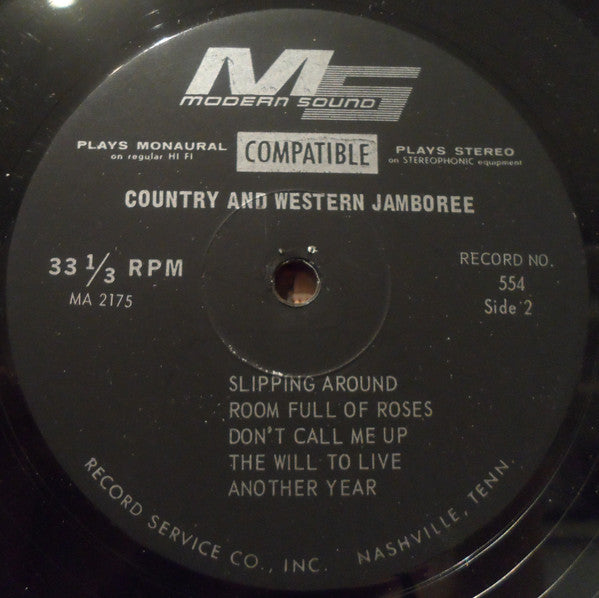 MS
MODERN SOUND
PLAYS MONAURAL
on regular HI FI
COMPATIBLE
PLAYS STEREO
on STEREOPHONIC equipment
COUNTRY AND WESTERN JAMBOREE
33 1/3 RPM
MA 2175
RECORD NO.
554
Side 2
SLIPPING AROUND
ROOM FULL OF ROSES
DON'T CALL ME UP
THE WILL TO LIVE
ANOTHER YEAR
RECORD SERVICE CO., INC. NASHVILLE, TENN.